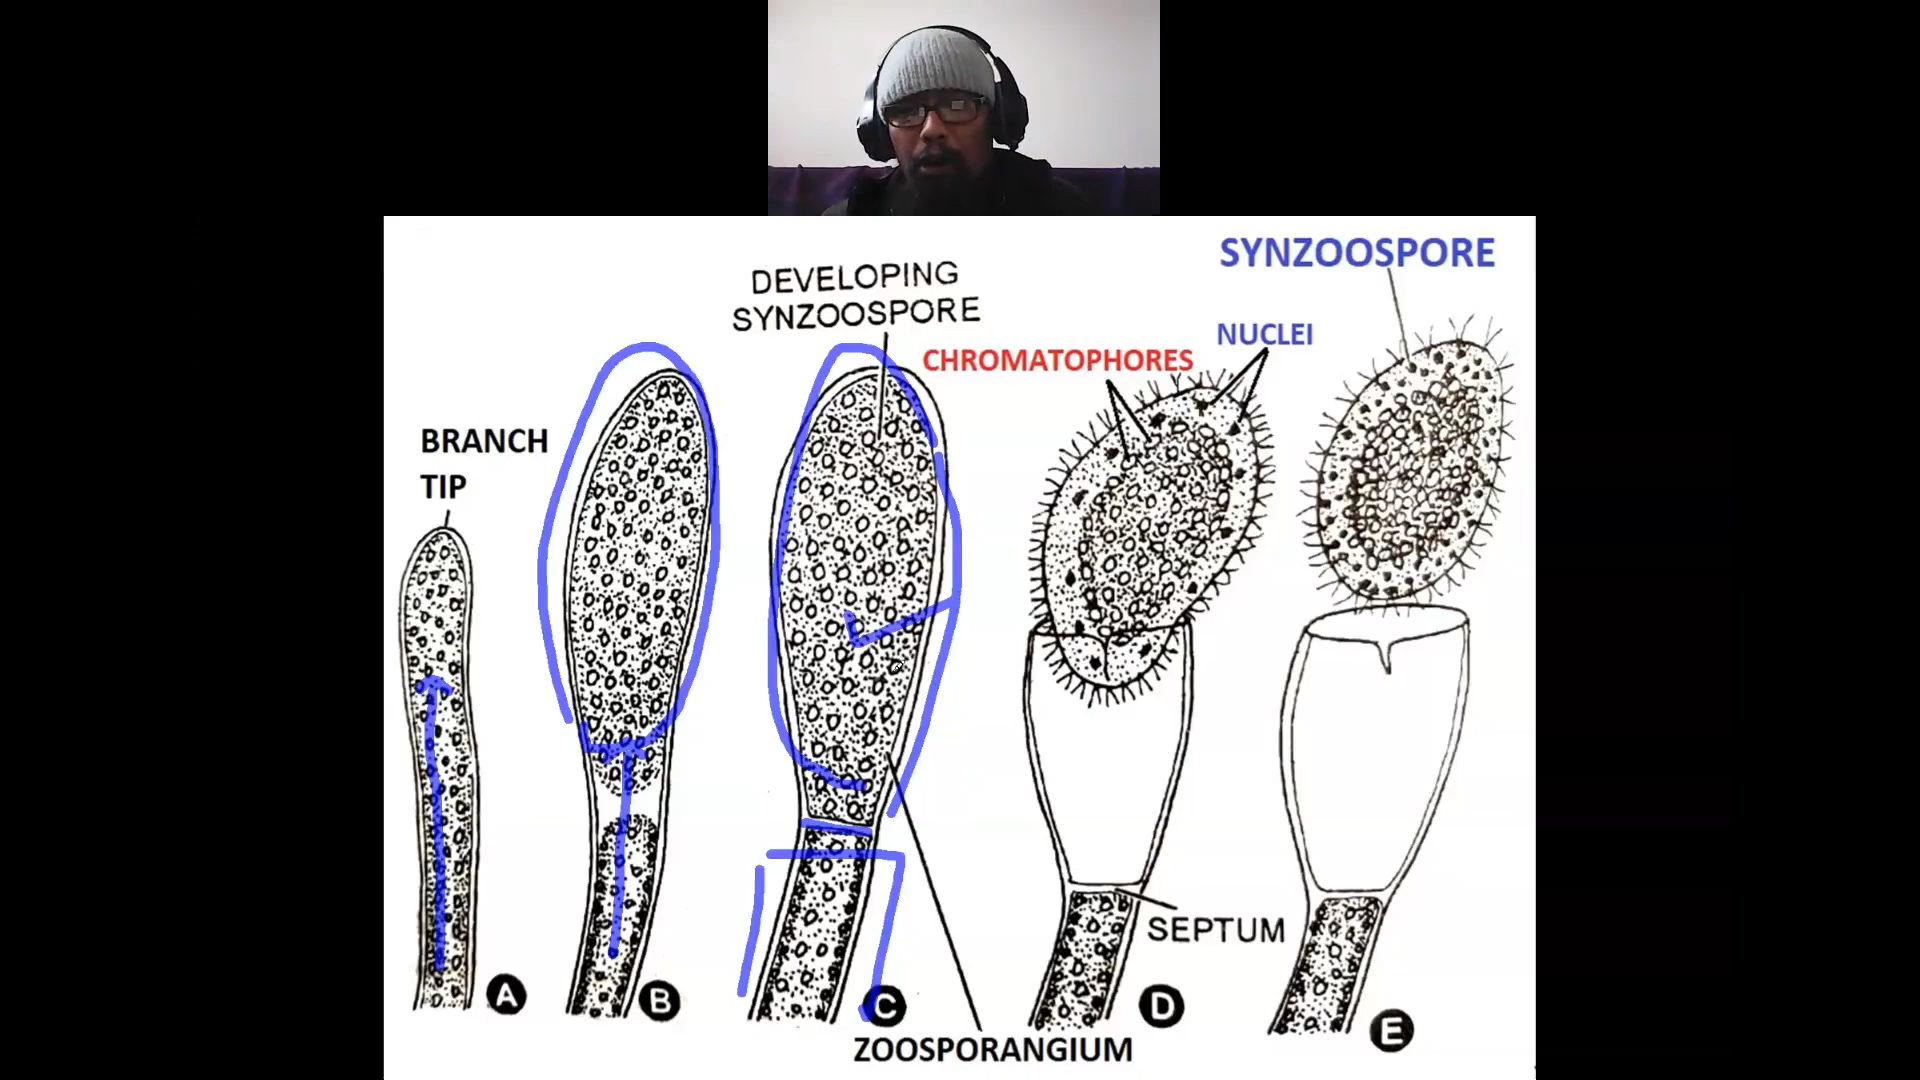 SYNZOOSPORE
DEVELOPING
SYNZOOSPORE
NUCLEI
CHROMATOPHORES
BRANCH
TIP
SEPTUM
A
B
C
D
E
ZOOSPORANGIUM